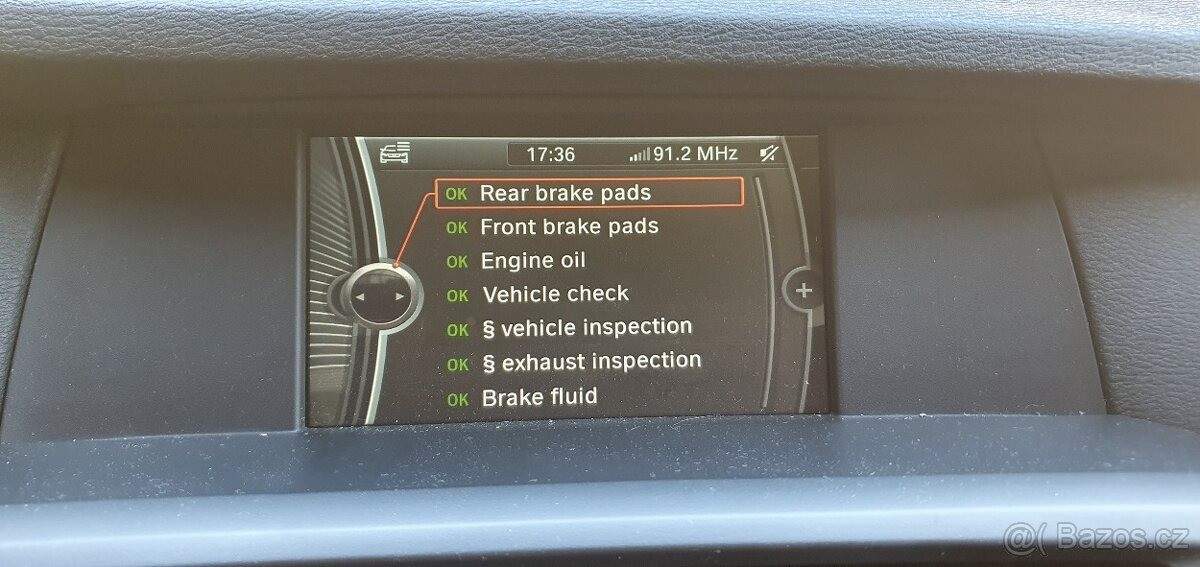 17:36 91.2 MHz
OK Rear brake pads
OK Front brake pads
OK Engine oil
OK Vehicle check
OK § vehicle inspection
OK § exhaust inspection
OK Brake fluid
@( Bazos.cz